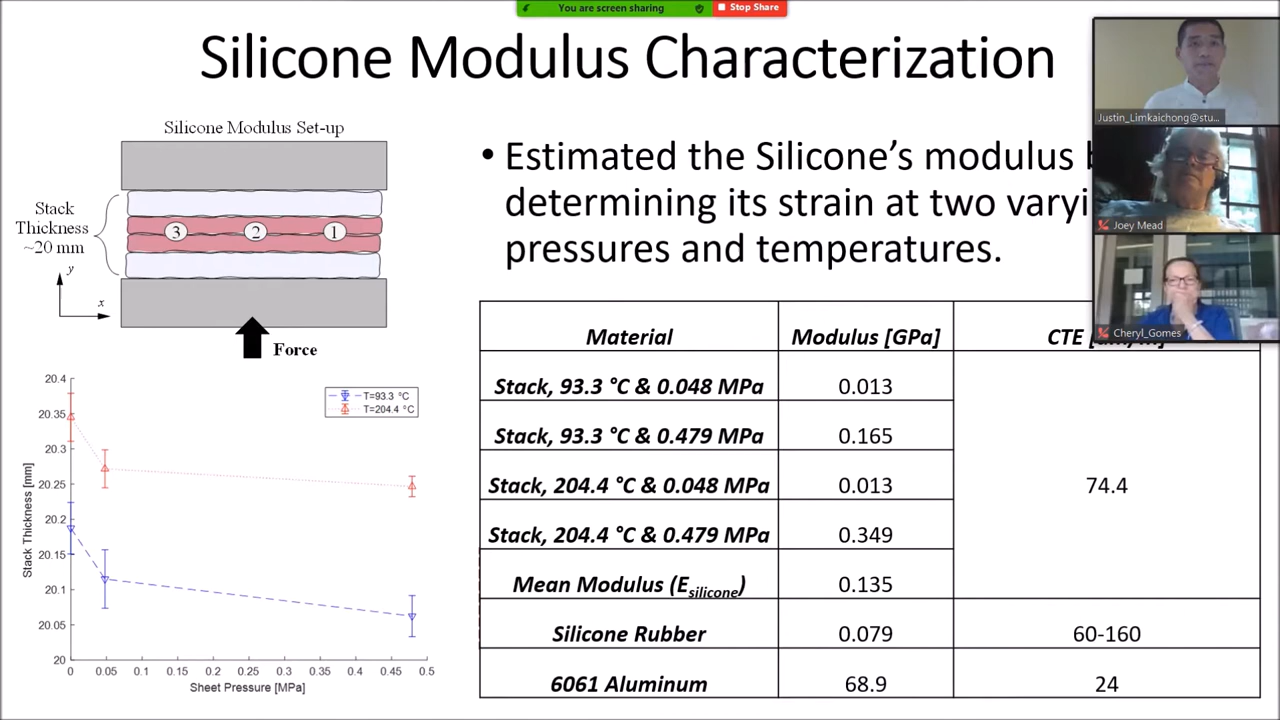 You are screen sharing
Stop Share
Silicone Modulus Characterization
Justin_Limkaichong@stu...
Joey Mead
Cheryl_Gomes
Silicone Modulus Set-up
Stack
Thickness
~20 mm
3
2
1
y
x
Force
• Estimated the Silicone's modulus
determining its strain at two
pressures and temperatures.
20.4
20.35
20.3
20.25
20.2
20.15
20.1
20.05
20
Stack Thickness [mm]
T=93.3 °C
T=204.4 °C
0 0.05 0.1 0.15 0.2 0.25 0.3 0.35 0.4 0.45 0.5
Sheet Pressure [MPa]
Material Modulus [GPa] CTE
Stack, 93.3 °C & 0.048 MPa 0.013
Stack, 93.3 °C & 0.479 MPa 0.165
Stack, 204.4 °C & 0.048 MPa 0.013 74.4
Stack, 204.4 °C & 0.479 MPa 0.349
Mean Modulus (Esilicone) 0.135
Silicone Rubber 0.079 60-160
6061 Aluminum 68.9 24